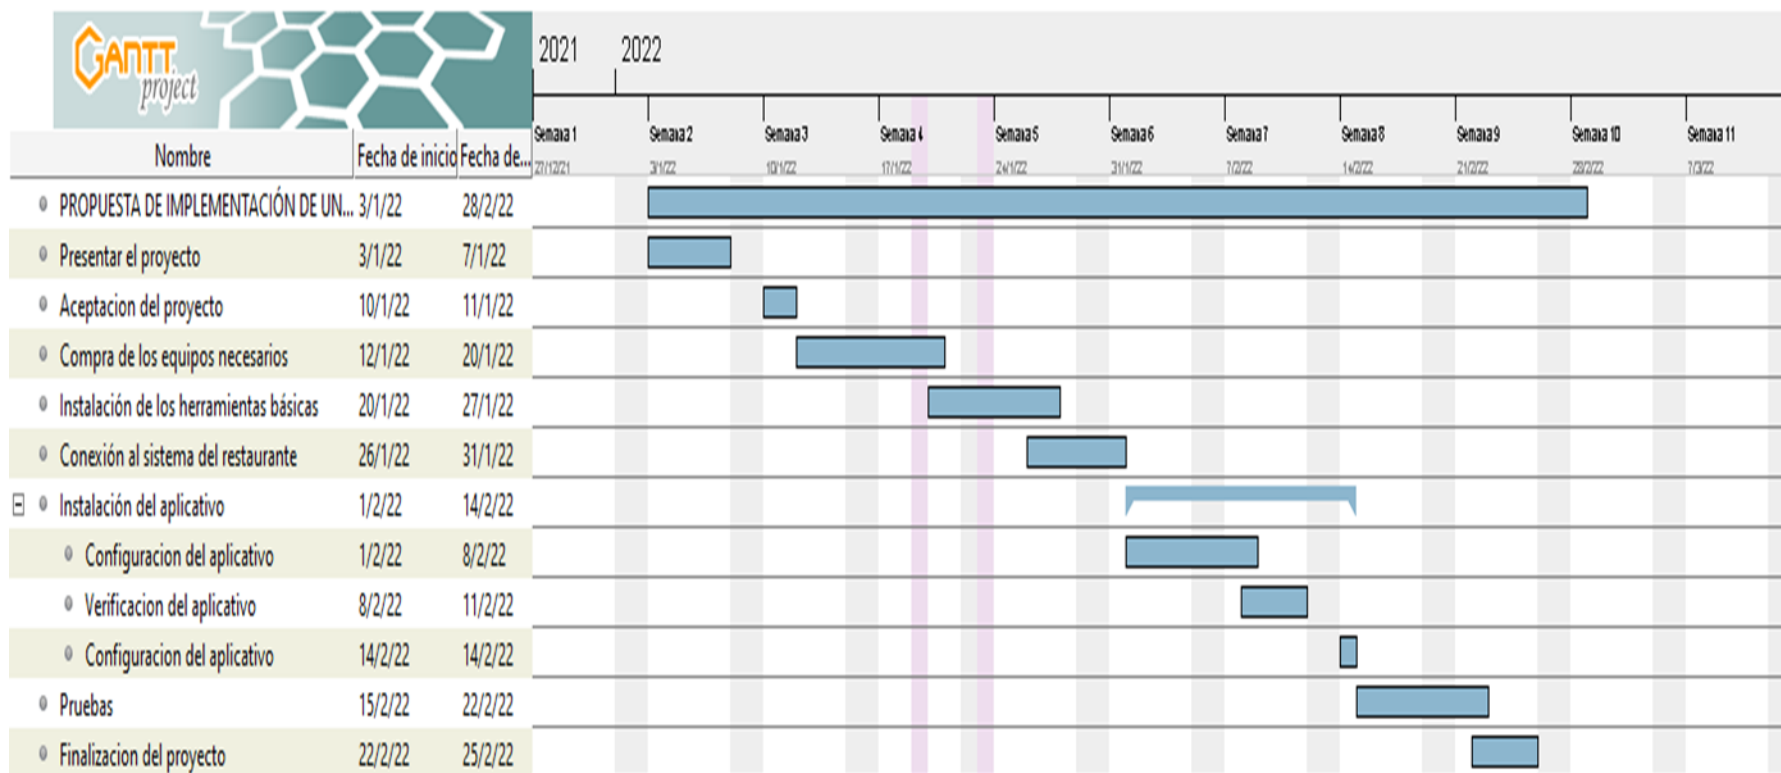 GANTT
project
2021 2022
Semana 1 Semana 2 Semana 3 Semana 4 Semana 5 Semana 6 Semana 7 Semana 8 Semana 9 Semana 10 Semana 11
27/12/21 3/1/22 10/1/22 17/1/22 24/1/22 31/1/22 7/2/22 14/2/22 21/2/22 28/2/22 7/3/22
Nombre Fecha de inicio Fecha de...
PROPUESTA DE IMPLEMENTACIÓN DE UN... 3/1/22 28/2/22
Presentar el proyecto 3/1/22 7/1/22
Aceptacion del proyecto 10/1/22 11/1/22
Compra de los equipos necesarios 12/1/22 20/1/22
Instalación de los herramientas básicas 20/1/22 27/1/22
Conexión al sistema del restaurante 26/1/22 31/1/22
Instalación del aplicativo 1/2/22 14/2/22
Configuracion del aplicativo 1/2/22 8/2/22
Verificacion del aplicativo 8/2/22 11/2/22
Configuracion del aplicativo 14/2/22 14/2/22
Pruebas 15/2/22 22/2/22
Finalizacion del proyecto 22/2/22 25/2/22